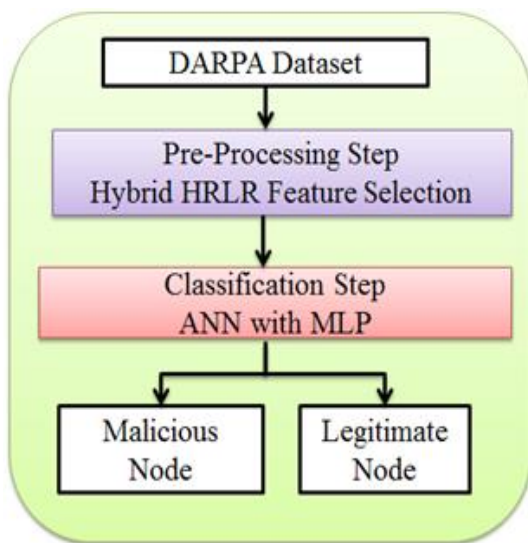 DARPA Dataset
Pre-Processing Step
Hybrid HRLR Feature Selection
Classification Step
ANN with MLP
Malicious
Node
Legitimate
Node